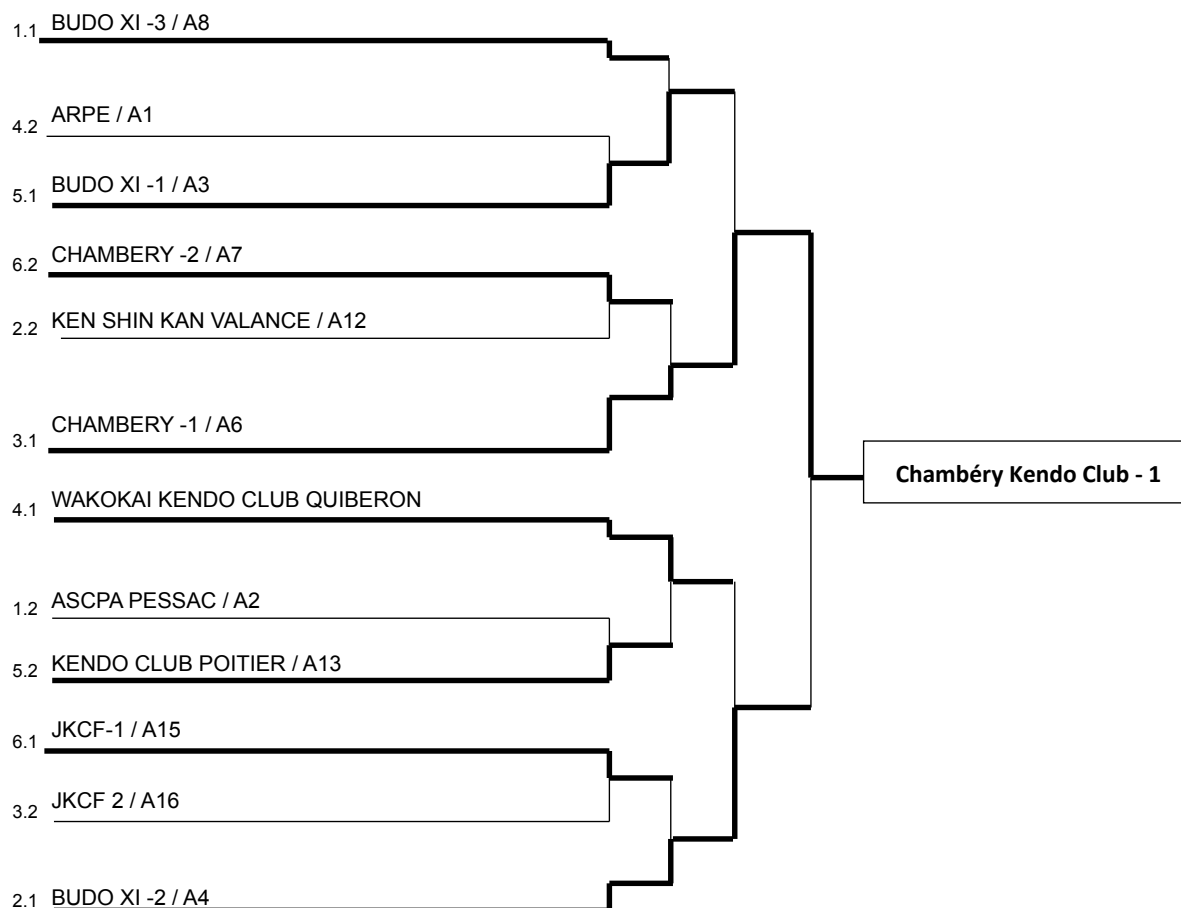 1.1 BUDO XI -3 / A8
4.2 ARPE / A1
5.1 BUDO XI -1 / A3
6.2 CHAMBERY -2 / A7
2.2 KEN SHIN KAN VALANCE / A12
3.1 CHAMBERY -1 / A6
Chambéry Kendo Club - 1
4.1 WAKOKAI KENDO CLUB QUIBERON
1.2 ASCPA PESSAC / A2
5.2 KENDO CLUB POITIER / A13
6.1 JKCF-1 / A15
3.2 JKCF 2 / A16
2.1 BUDO XI -2 / A4